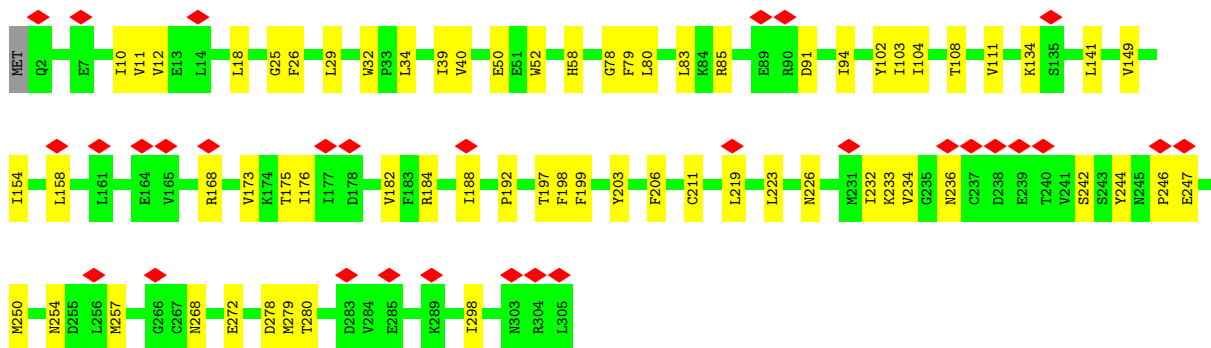 MET Q2 E7 I10 V11 V12 E13 L14 L18 G25 F26 L29 W32 P33 L34 I39 V40 E50 E51 W52 H58 G78 F79 L80 L83 K84 R85 E89 R90 D91 I94 Y102 I103 I104 T108 V111 K134 S135 L141 V149
I154 L158 L161 E164 V165 R168 V173 K174 T175 I176 I177 D178 V182 F183 R184 I188 P192 T197 F198 F199 Y203 F206 C211 L219 L223 N226 M231 I232 K233 V234 G235 N236 C237 D238 E239 T240 V241 S242 S243 Y244 N245 P246 E247
M250 N254 D255 L256 M257 G266 C267 N268 E272 D278 M279 T280 D283 V284 E285 K289 I298 N303 R304 L305